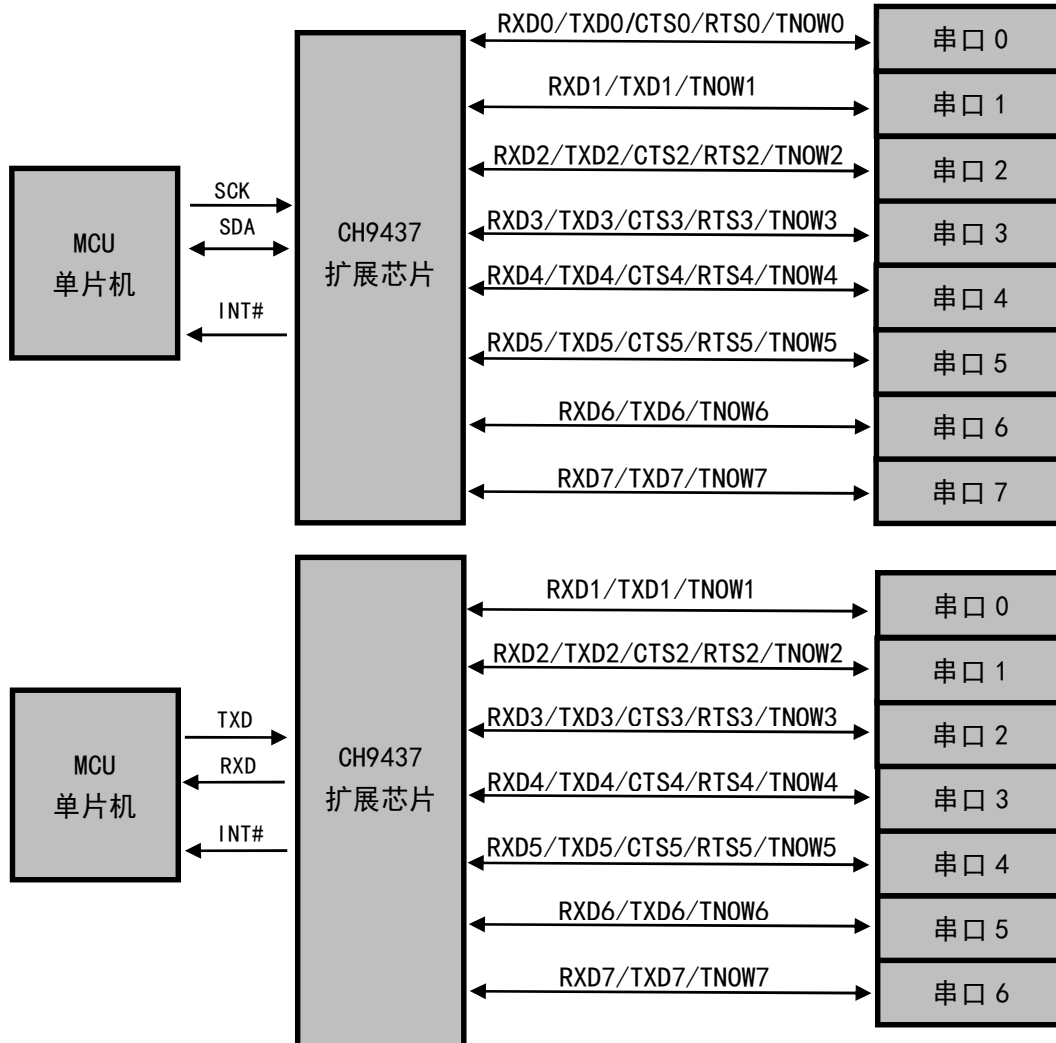 RXD0/TXD0/CTS0/RTS0/TNOW0
串口 0
RXD1/TXD1/TNOW1
串口 1
RXD2/TXD2/CTS2/RTS2/TNOW2
串口 2
MCU
单片机
SCK
SDA
INT#
CH9437
扩展芯片
RXD3/TXD3/CTS3/RTS3/TNOW3
串口 3
RXD4/TXD4/CTS4/RTS4/TNOW4
串口 4
RXD5/TXD5/CTS5/RTS5/TNOW5
串口 5
RXD6/TXD6/TNOW6
串口 6
RXD7/TXD7/TNOW7
串口 7
RXD1/TXD1/TNOW1
串口 0
RXD2/TXD2/CTS2/RTS2/TNOW2
串口 1
MCU
单片机
TXD
RXD
INT#
CH9437
扩展芯片
RXD3/TXD3/CTS3/RTS3/TNOW3
串口 2
RXD4/TXD4/CTS4/RTS4/TNOW4
串口 3
RXD5/TXD5/CTS5/RTS5/TNOW5
串口 4
RXD6/TXD6/TNOW6
串口 5
RXD7/TXD7/TNOW7
串口 6